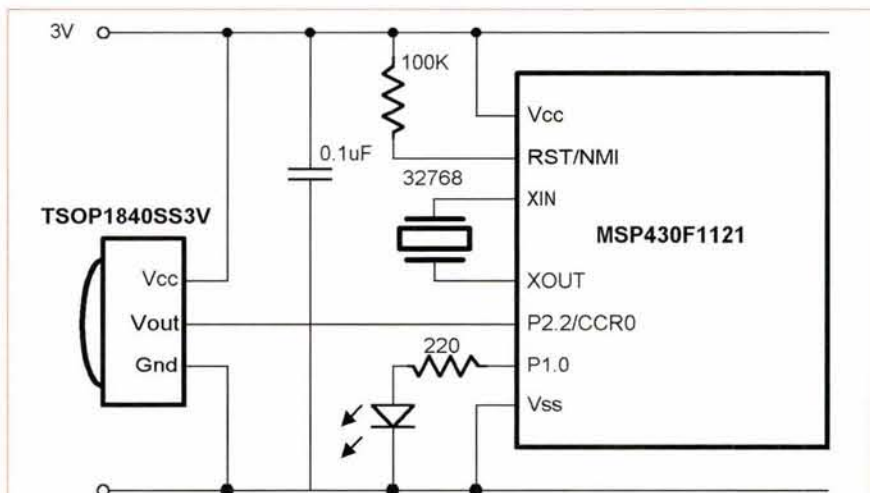 3V
100K
Vcc
0.1uF
RST/NMI
32768
XIN
TSOP1840SS3V
MSP430F1121
Vcc
XOUT
Vout
P2.2/CCR0
220
Gnd
P1.0
Vss